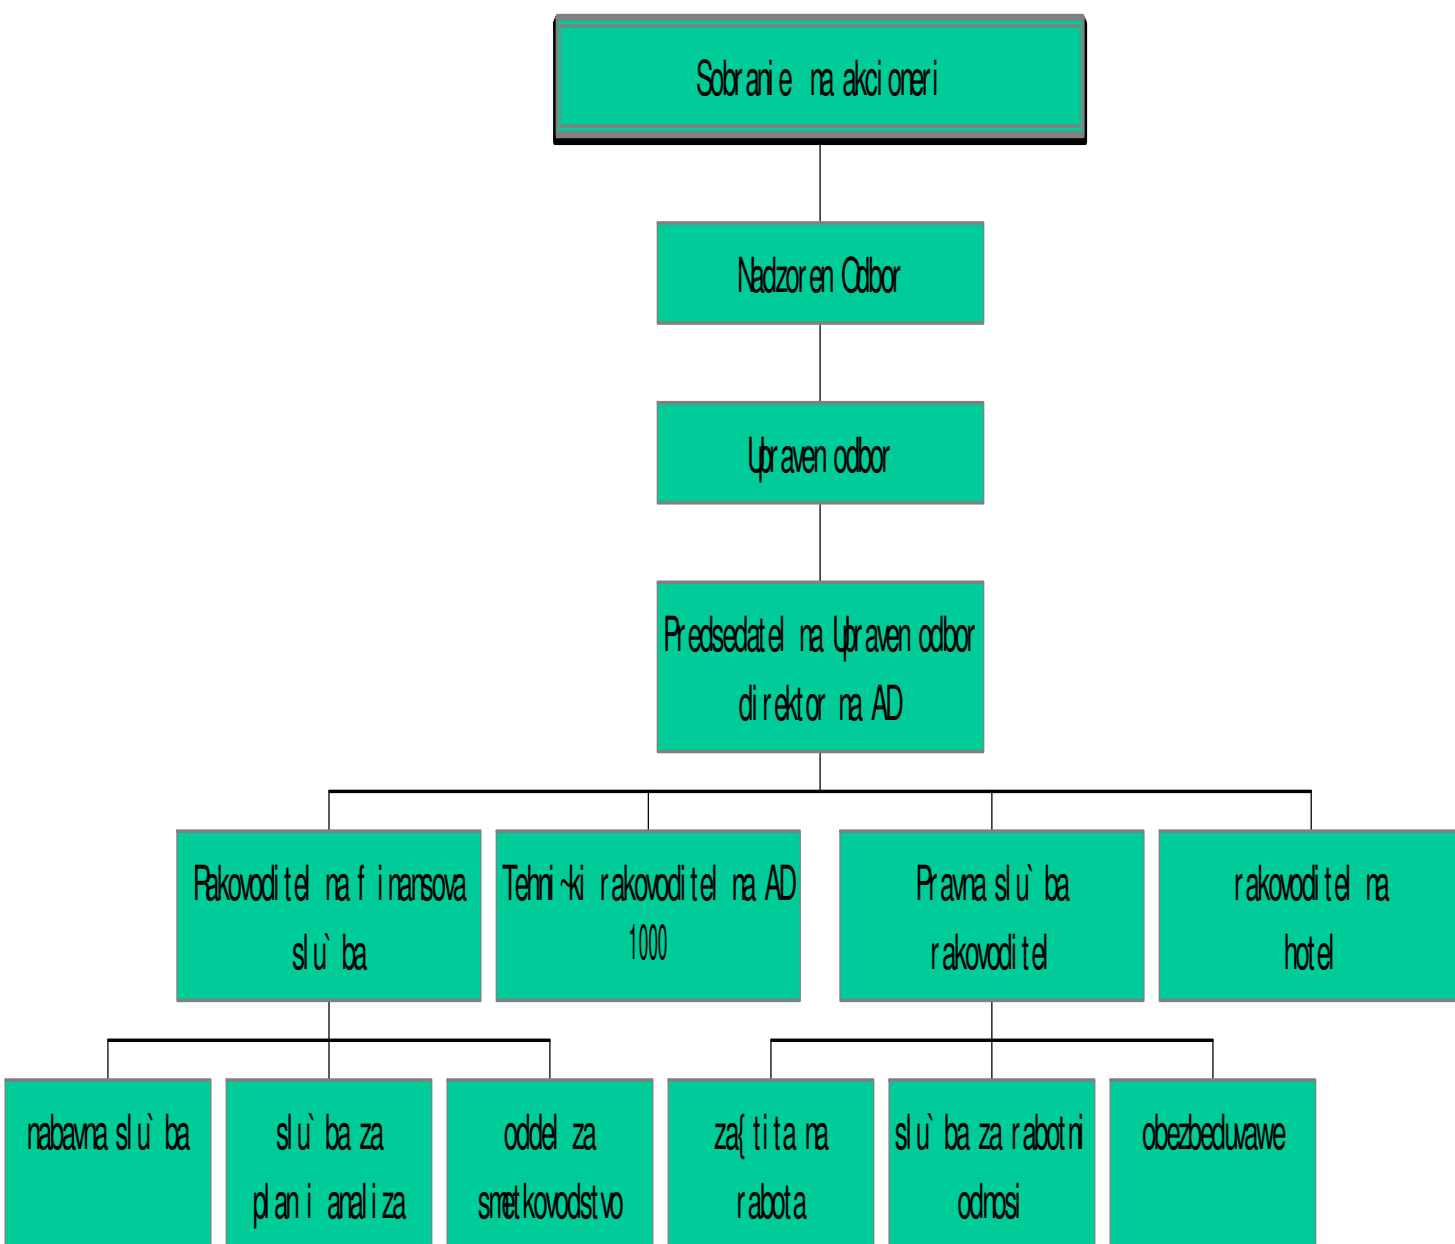 Sobranie na akcioneri
Nadzoren Odbor
Upraven odbor
Predsedatel na Upraven odbor
direktor na AD
Rakovoditel na finansova
slu`ba
Tehni~ki rakovoditel na AD
1000
Pravna slu`ba
rakovoditel
rakovoditel na
hotel
nabavna slu`ba
slu`ba za
plan i analiza
oddel za
smetkovodstvo
za{tita na
rabota
slu`ba za rabotni
odnosi
obezbeduvawe